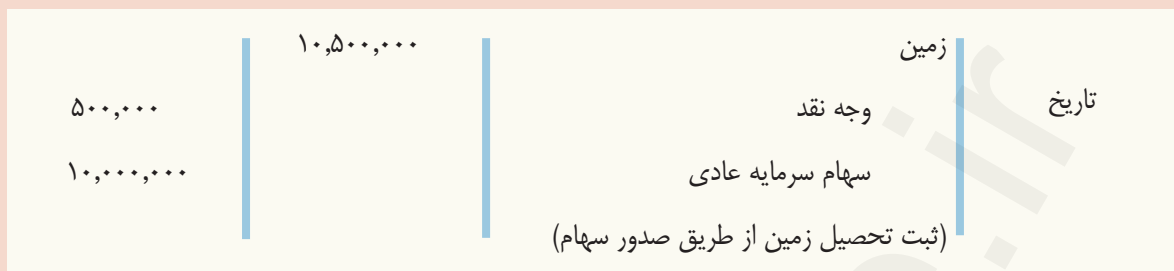 زمین ۱۰,۵۰۰,۰۰۰
تاریخ
وجه نقد ۵۰۰,۰۰۰
سهام سرمایه عادی ۱۰,۰۰۰,۰۰۰
(ثبت تحصیل زمین از طریق صدور سهام)